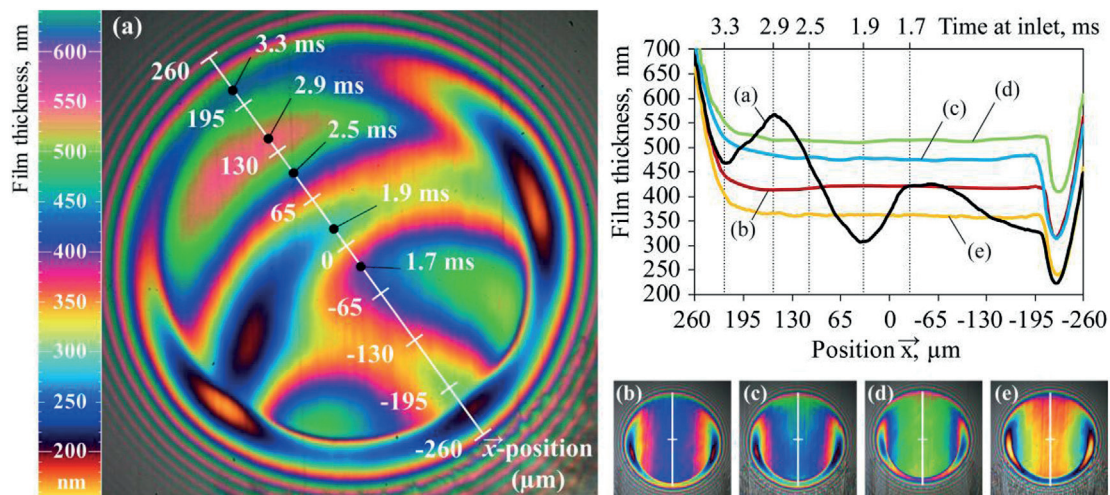 Film thickness, nm
600
550
500
450
400
350
300
250
200
nm
(a)
3.3 ms
2.9 ms
2.5 ms
1.9 ms
1.7 ms
260
195
130
65
0
-65
-130
-195
-260
x-position
(μm)
3.3 2.9 2.5 1.9 1.7 Time at inlet, ms
Film thickness, nm
700
650
600
550
500
450
400
350
300
250
200
(a)
(b)
(c)
(d)
(e)
260 195 130 65 0 -65 -130 -195 -260
Position x, μm
(b)
(c)
(d)
(e)